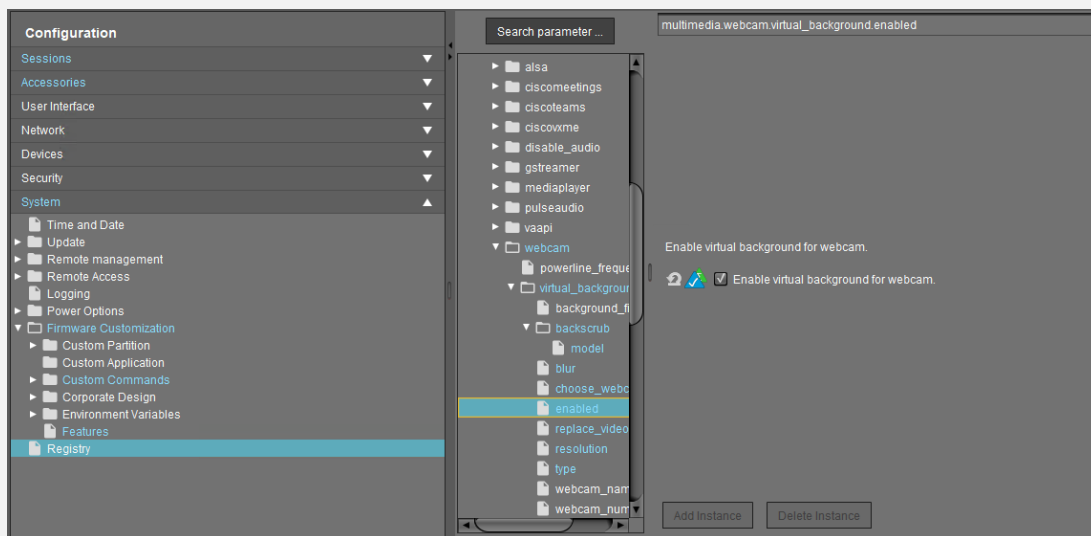 Configuration
Sessions
Accessories
User Interface
Network
Devices
Security
System
Time and Date
Update
Remote management
Remote Access
Logging
Power Options
Firmware Customization
Custom Partition
Custom Application
Custom Commands
Corporate Design
Environment Variables
Features
Registry
Search parameter ...
alsa
ciscomeetings
ciscoteams
ciscovxme
disable_audio
gstreamer
mediaplayer
pulseaudio
vaapi
webcam
powerline_freque
virtual_backgroun
background_fi
backscrub
model
blur
choose_webc
enabled
replace_video
resolution
type
webcam_nam
webcam_num
multimedia.webcam.virtual_background.enabled
Enable virtual background for webcam.
Enable virtual background for webcam.
Add Instance
Delete Instance